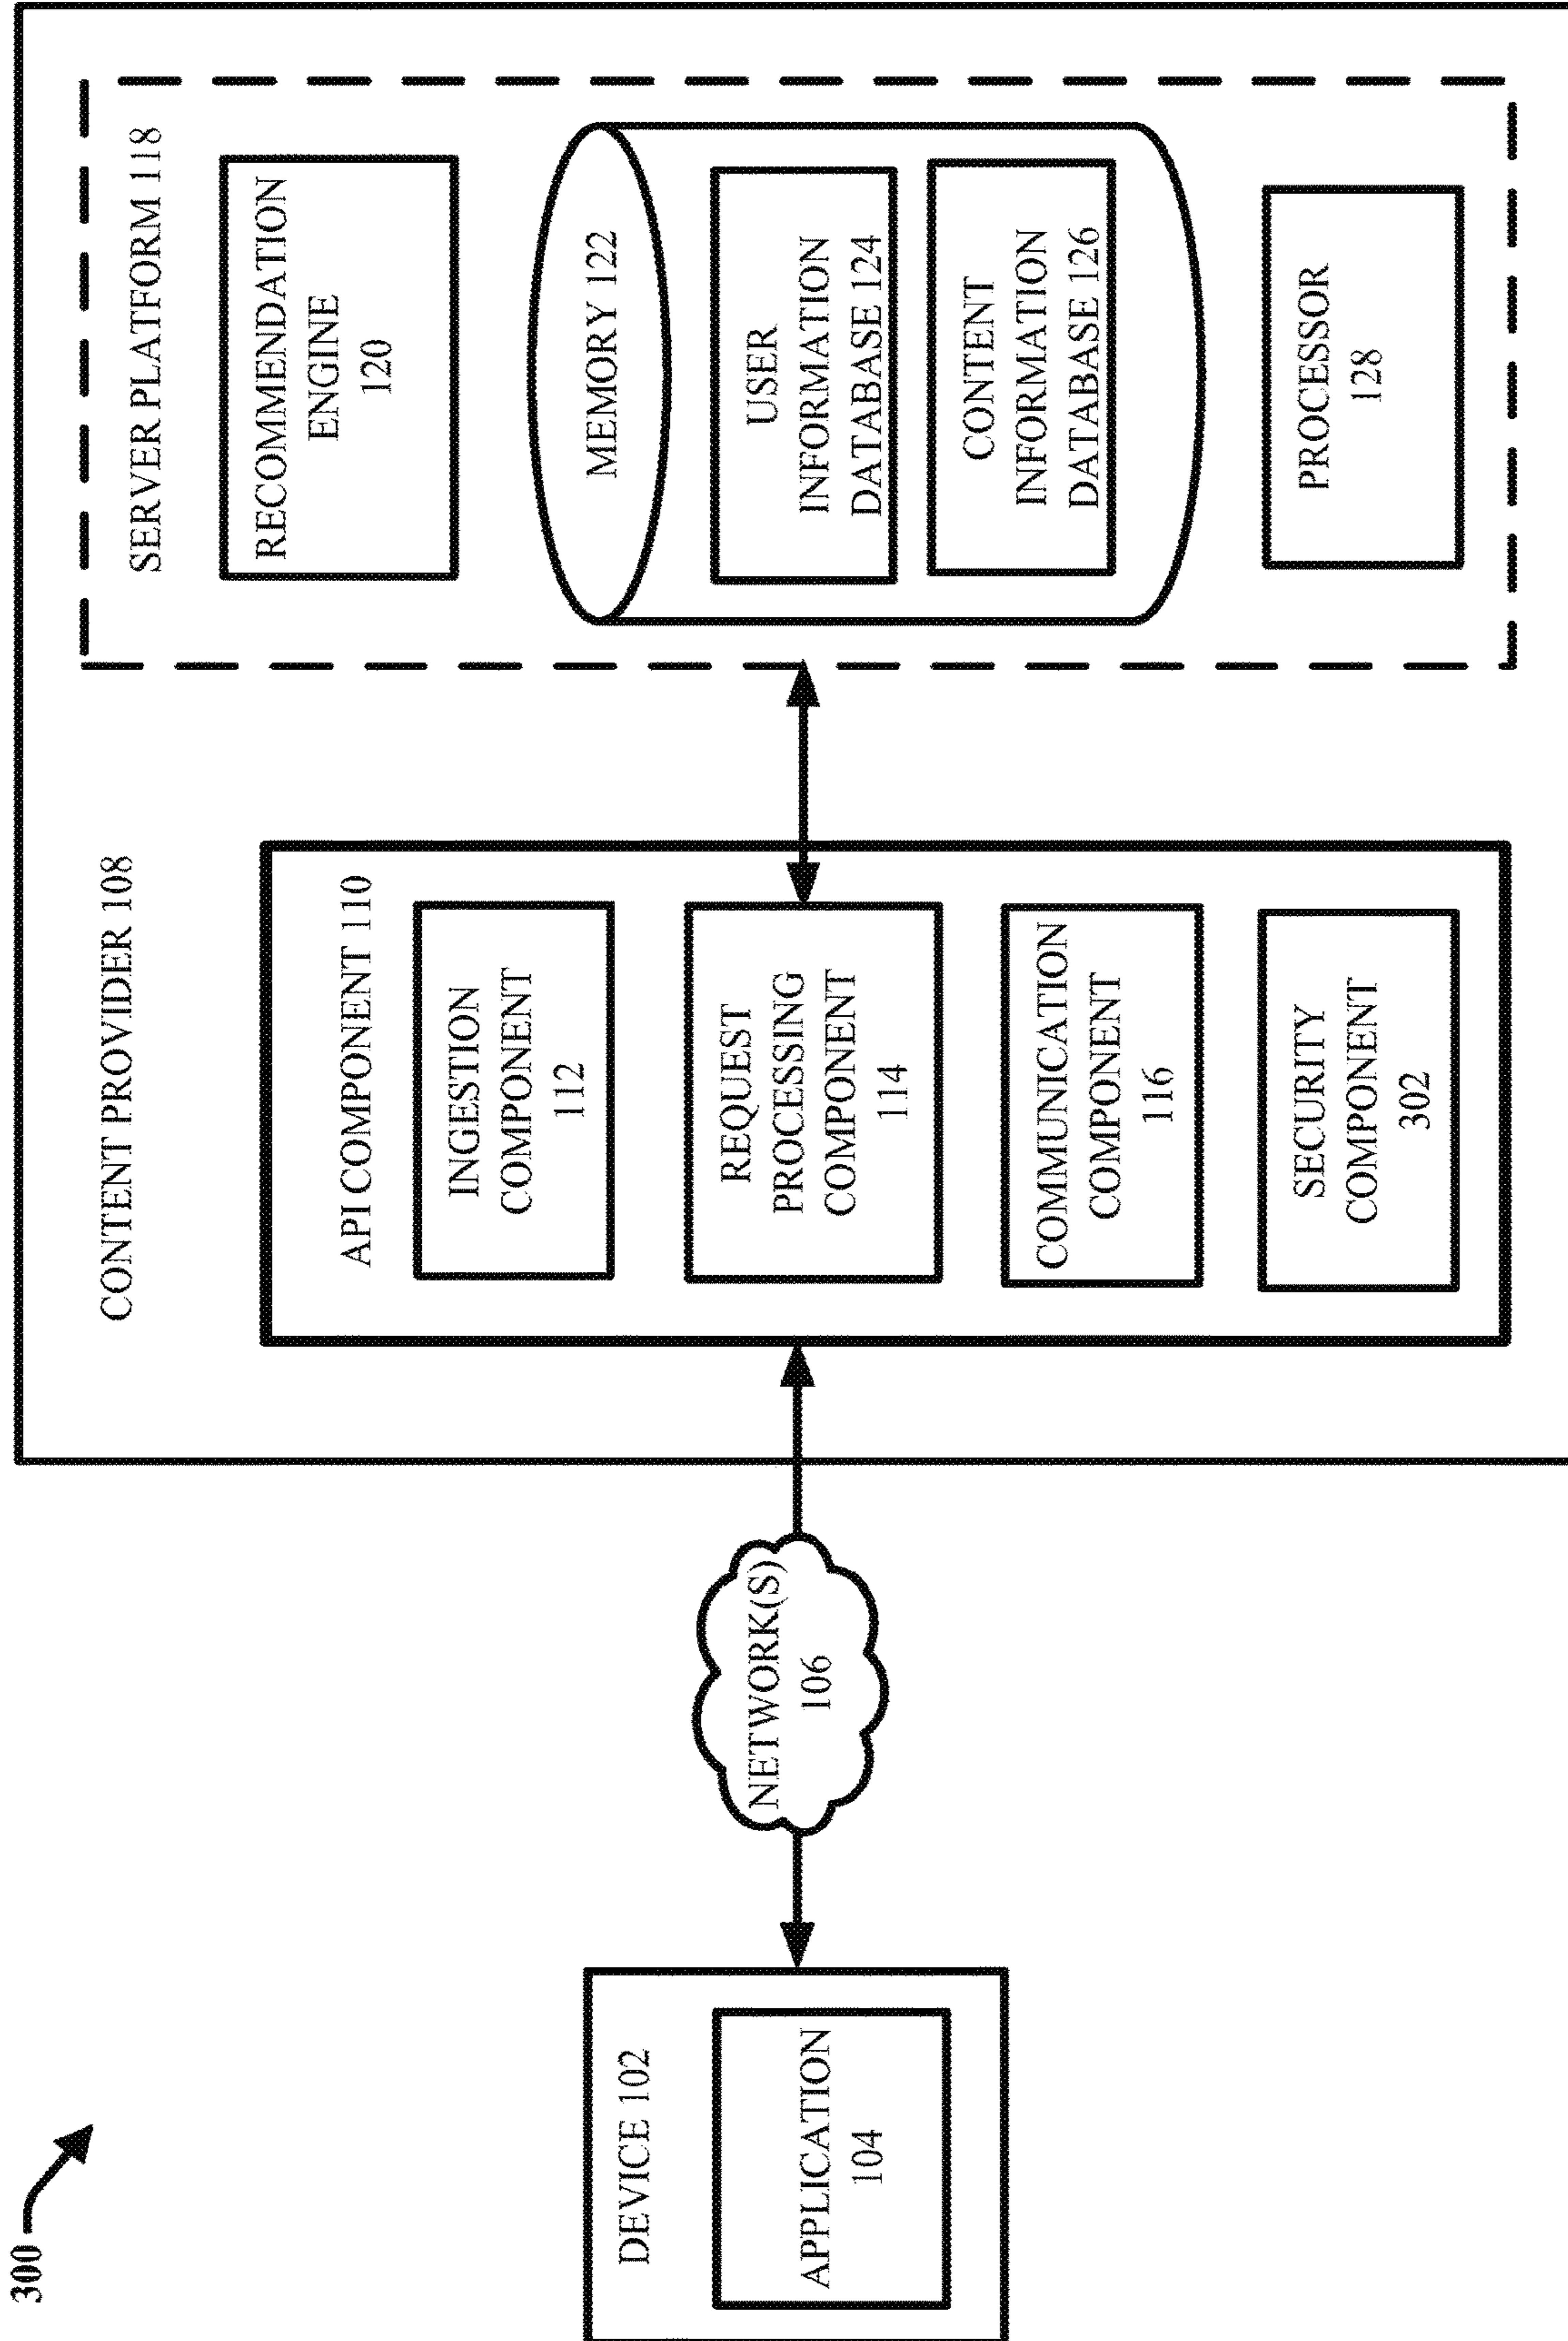 300
DEVICE 102
APPLICATION
104
NETWORK(S)
106
CONTENT PROVIDER 108
API COMPONENT 110
INGESTION
COMPONENT
112
REQUEST
PROCESSING
COMPONENT
114
COMMUNICATION
COMPONENT
116
SECURITY
COMPONENT
302
SERVER PLATFORM 118
RECOMMENDATION
ENGINE
120
MEMORY 122
USER
INFORMATION
DATABASE 124
CONTENT
INFORMATION
DATABASE 126
PROCESSOR
128